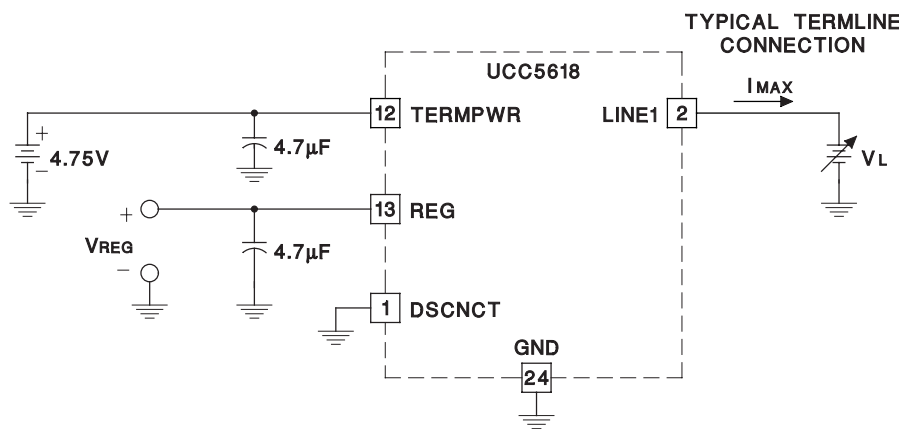 TYPICAL TERMLINE
CONNECTION
UCC5618
IMAX
12 TERMPWR
LINE1 2
+
4.75V
−
4.7µF
VL
+
13 REG
VREG
4.7µF
−
1 DSCNCT
GND
24